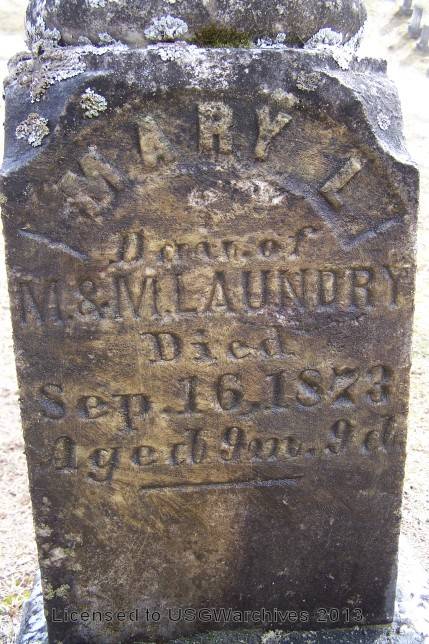 MARY L
Dau. of
M. & M. LAUNDRY
Died
Sep. 16, 1873
Aged 9m. 9d
Licensed to USGWarchives 2013